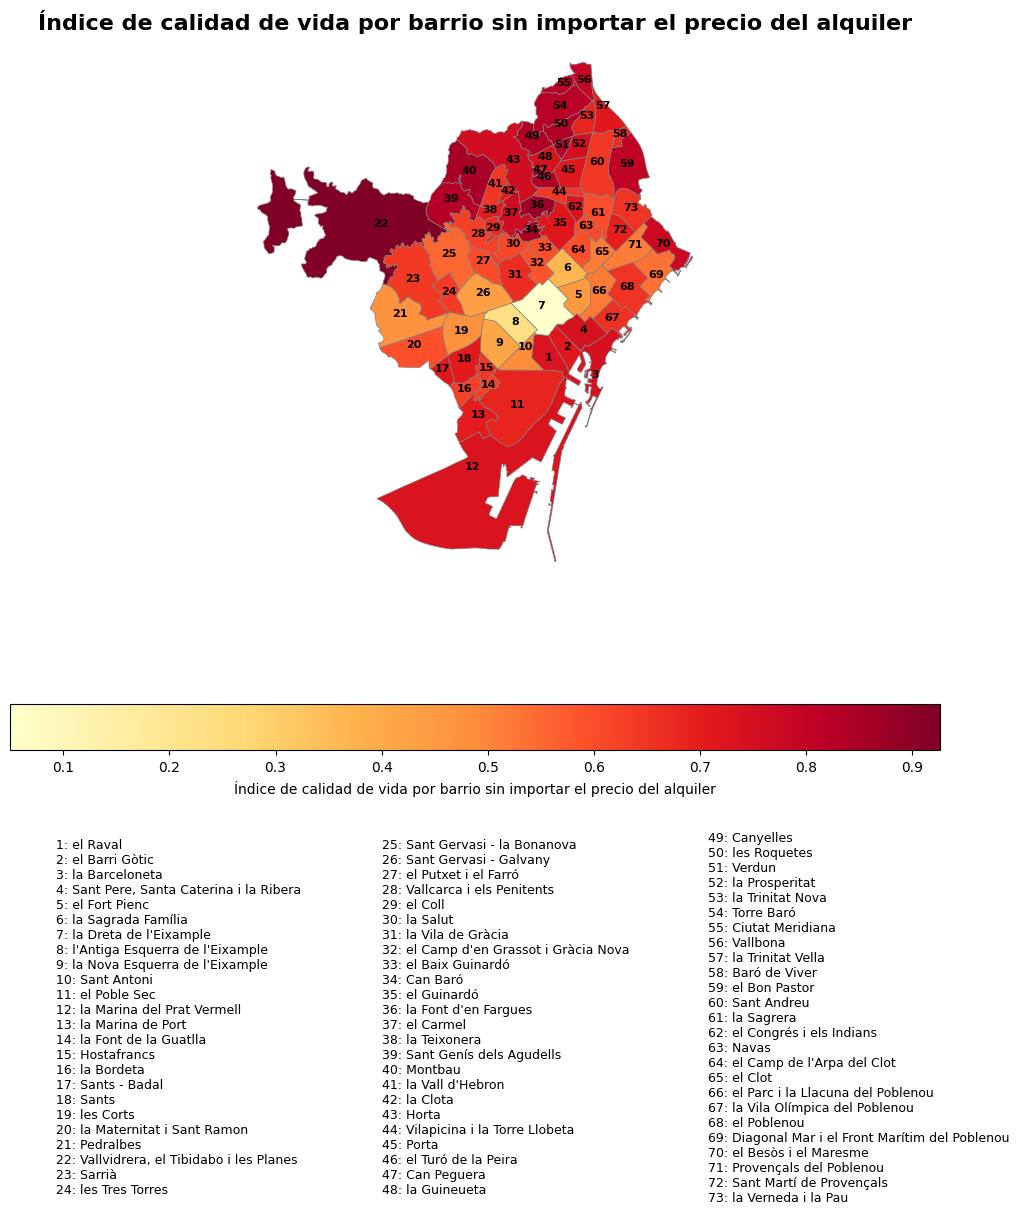 Índice de calidad de vida por barrio sin importar el precio del alquiler
55 56
54 57
53
50 58
49
51 52
48 59
43 60
47 45
40 46
41
42 44
39 36 62 73
38 37 61
22 35 63 72
34
28 29
30 33 64 65 71 70
25 27 32
6 69
23 31
24 26 5 66 68
7
21 8 67
19 4
20 9 10 2
18 1
17 15 3
16 14
11
13
12
0.1 0.2 0.3 0.4 0.5 0.6 0.7 0.8 0.9
Índice de calidad de vida por barrio sin importar el precio del alquiler
1: el Raval
2: el Barri Gòtic
3: la Barceloneta
4: Sant Pere, Santa Caterina i la Ribera
5: el Fort Pienc
6: la Sagrada Família
7: la Dreta de l'Eixample
8: l'Antiga Esquerra de l'Eixample
9: la Nova Esquerra de l'Eixample
10: Sant Antoni
11: el Poble Sec
12: la Marina del Prat Vermell
13: la Marina de Port
14: la Font de la Guatlla
15: Hostafrancs
16: la Bordeta
17: Sants - Badal
18: Sants
19: les Corts
20: la Maternitat i Sant Ramon
21: Pedralbes
22: Vallvidrera, el Tibidabo i les Planes
23: Sarrià
24: les Tres Torres
25: Sant Gervasi - la Bonanova
26: Sant Gervasi - Galvany
27: el Putxet i el Farró
28: Vallcarca i els Penitents
29: el Coll
30: la Salut
31: la Vila de Gràcia
32: el Camp d'en Grassot i Gràcia Nova
33: el Baix Guinardó
34: Can Baró
35: el Guinardó
36: la Font d'en Fargues
37: el Carmel
38: la Teixonera
39: Sant Genís dels Agudells
40: Montbau
41: la Vall d'Hebron
42: la Clota
43: Horta
44: Vilapicina i la Torre Llobeta
45: Porta
46: el Turó de la Peira
47: Can Peguera
48: la Guineueta
49: Canyelles
50: les Roquetes
51: Verdun
52: la Prosperitat
53: la Trinitat Nova
54: Torre Baró
55: Ciutat Meridiana
56: Vallbona
57: la Trinitat Vella
58: Baró de Viver
59: el Bon Pastor
60: Sant Andreu
61: la Sagrera
62: el Congrés i els Indians
63: Navas
64: el Camp de l'Arpa del Clot
65: el Clot
66: el Parc i la Llacuna del Poblenou
67: la Vila Olímpica del Poblenou
68: el Poblenou
69: Diagonal Mar i el Front Marítim del Poblenou
70: el Besòs i el Maresme
71: Provençals del Poblenou
72: Sant Martí de Provençals
73: la Verneda i la Pau